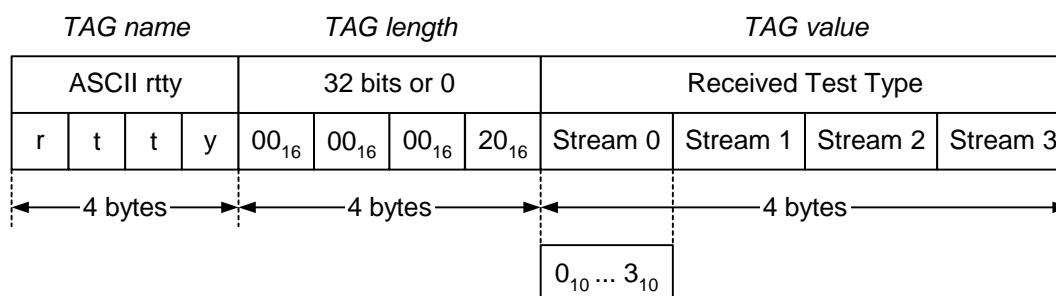 TAG name TAG length TAG value
ASCII rtty 32 bits or 0 Received Test Type
r t t y 00₁₆ 00₁₆ 00₁₆ 20₁₆ Stream 0 Stream 1 Stream 2 Stream 3
4 bytes 4 bytes 4 bytes
0₁₀ ... 3₁₀